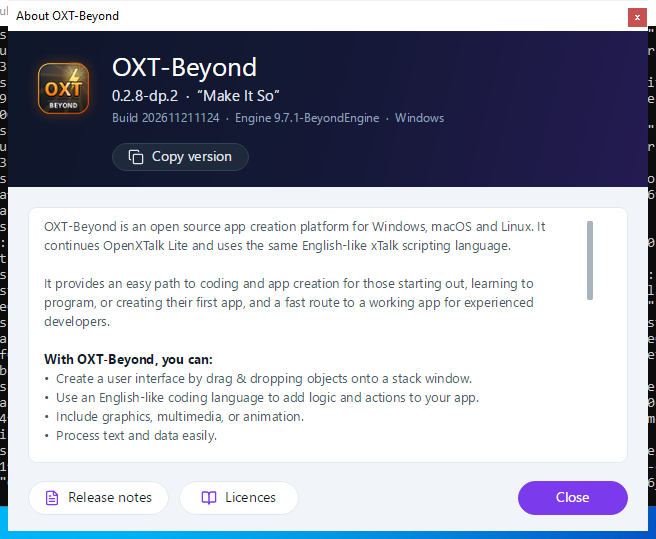 About OXT-Beyond
x
OXT
BEYOND
OXT-Beyond
0.2.8-dp.2 · “Make It So”
Build 202611211124 · Engine 9.7.1-BeyondEngine · Windows
Copy version
OXT-Beyond is an open source app creation platform for Windows, macOS and Linux. It
continues OpenXTalk Lite and uses the same English-like xTalk scripting language.
It provides an easy path to coding and app creation for those starting out, learning to
program, or creating their first app, and a fast route to a working app for experienced
developers.
With OXT-Beyond, you can:
• Create a user interface by drag & dropping objects onto a stack window.
• Use an English-like coding language to add logic and actions to your app.
• Include graphics, multimedia, or animation.
• Process text and data easily.
Release notes
Licences
Close